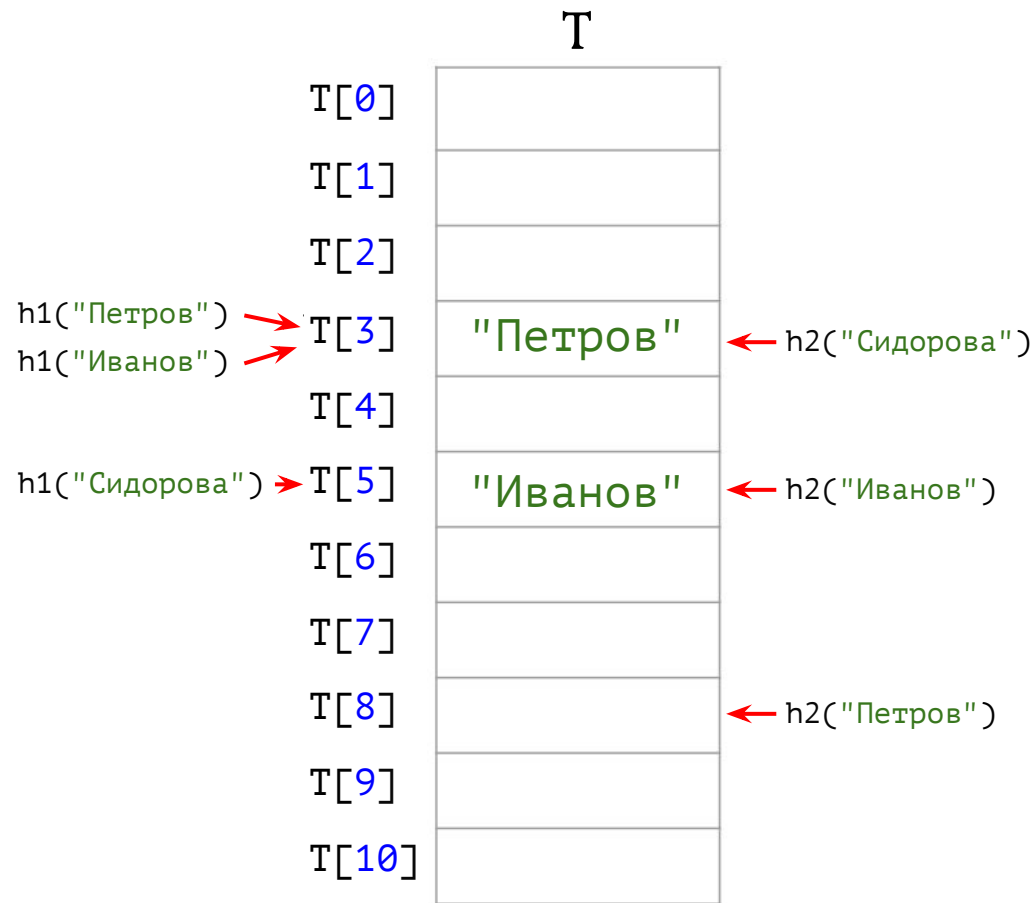 T
T[0]
T[1]
T[2]
h1("Петров")
h1("Иванов")
T[3]
"Петров"
h2("Сидорова")
T[4]
h1("Сидорова")
T[5]
"Иванов"
h2("Иванов")
T[6]
T[7]
T[8]
h2("Петров")
T[9]
T[10]